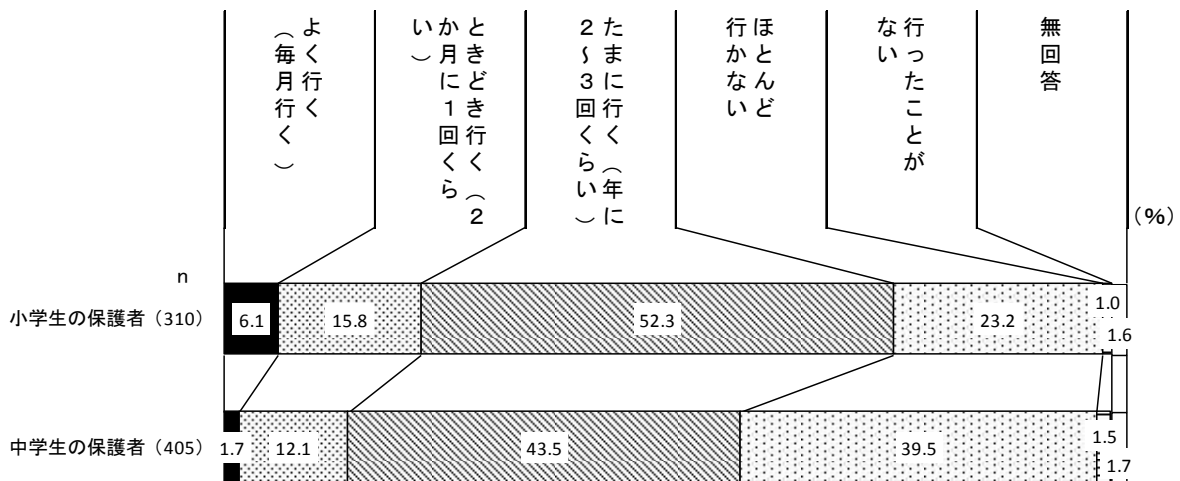 よく行く
（毎月行く）
ときどき行く（２
か月に１回くら
い）
たまに行く（年に
２～３回くらい）
ほとんど
行かない
行ったことが
ない
無回答
（%）
n
小学生の保護者（310）
6.1
15.8
52.3
23.2
1.0
1.6
中学生の保護者（405）
1.7
12.1
43.5
39.5
1.5
1.7